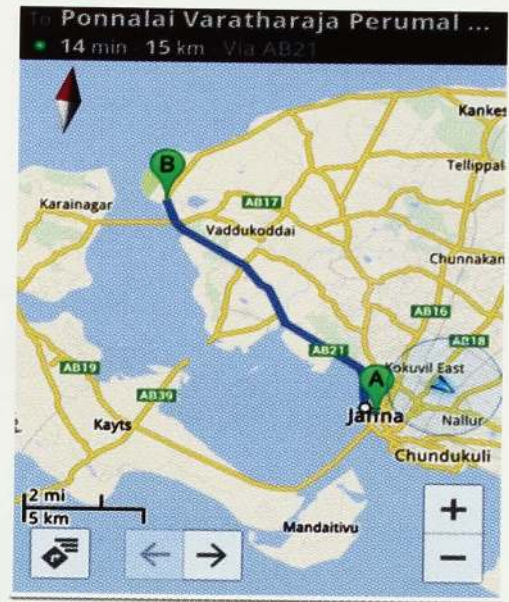 To Ponnalai Varatharaja Perumal ...
14 min · 15 km · Via AB21
Kankes
B
Tellippal
Karainagar
AB17
Vaddukoddai
Chunnakan
AB16
AB21
AB18
Kokuvil East
AB19
A
AB39
Jaffna
Nallur
Kayts
Chundukuli
2 mi
5 km
Mandaitivu
+
−